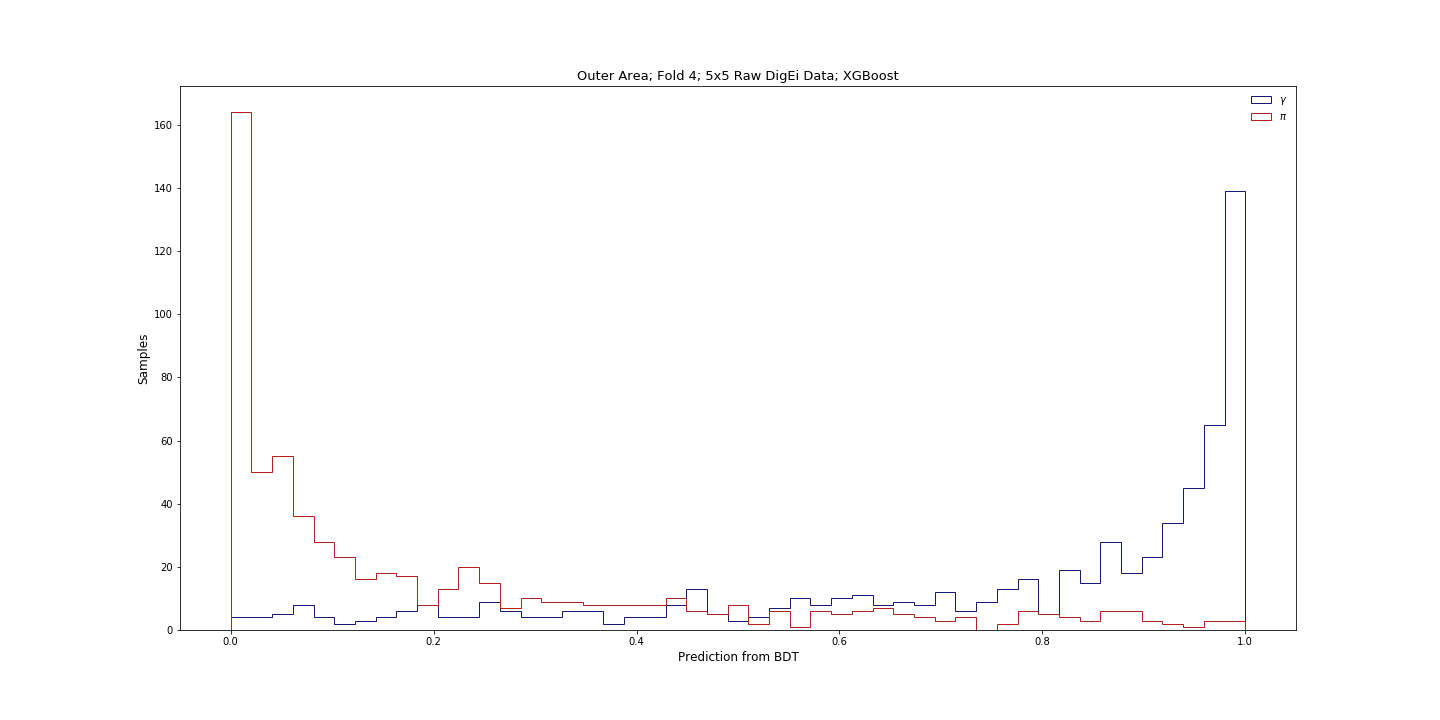 Outer Area; Fold 4; 5x5 Raw DigEi Data; XGBoost
γ
π
160
140
120
100
80
60
40
20
0
Samples
0.0 0.2 0.4 0.6 0.8 1.0
Prediction from BDT